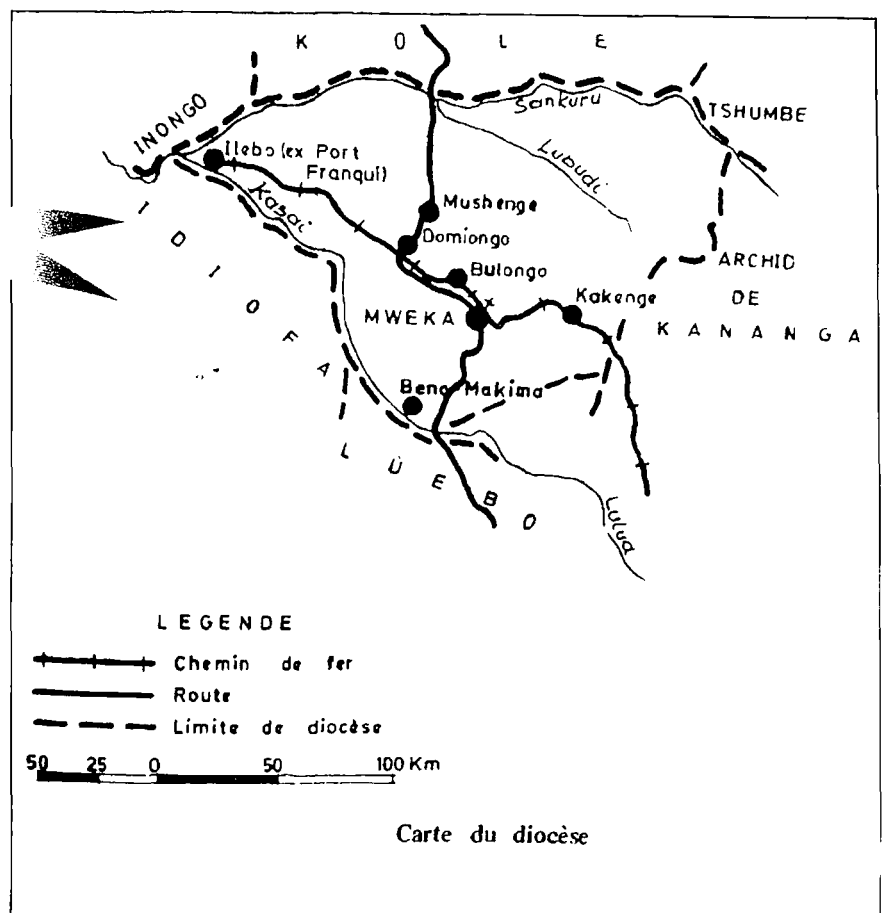 K O L E
Sankuru
TSHUMBE
INONGO
Ilebo (ex Port
Franqui)
Lubudi
Kasai
Mushenge
Domiongo
I D I O F A
Bulongo
ARCHID
DE
K A N A N G A
Kakenge
MWEKA
Bena-Makima
L U E B O
Lulua
L E G E N D E
Chemin de fer
Route
Limite de diocèse
50 25 0 50 100 Km
Carte du diocèse